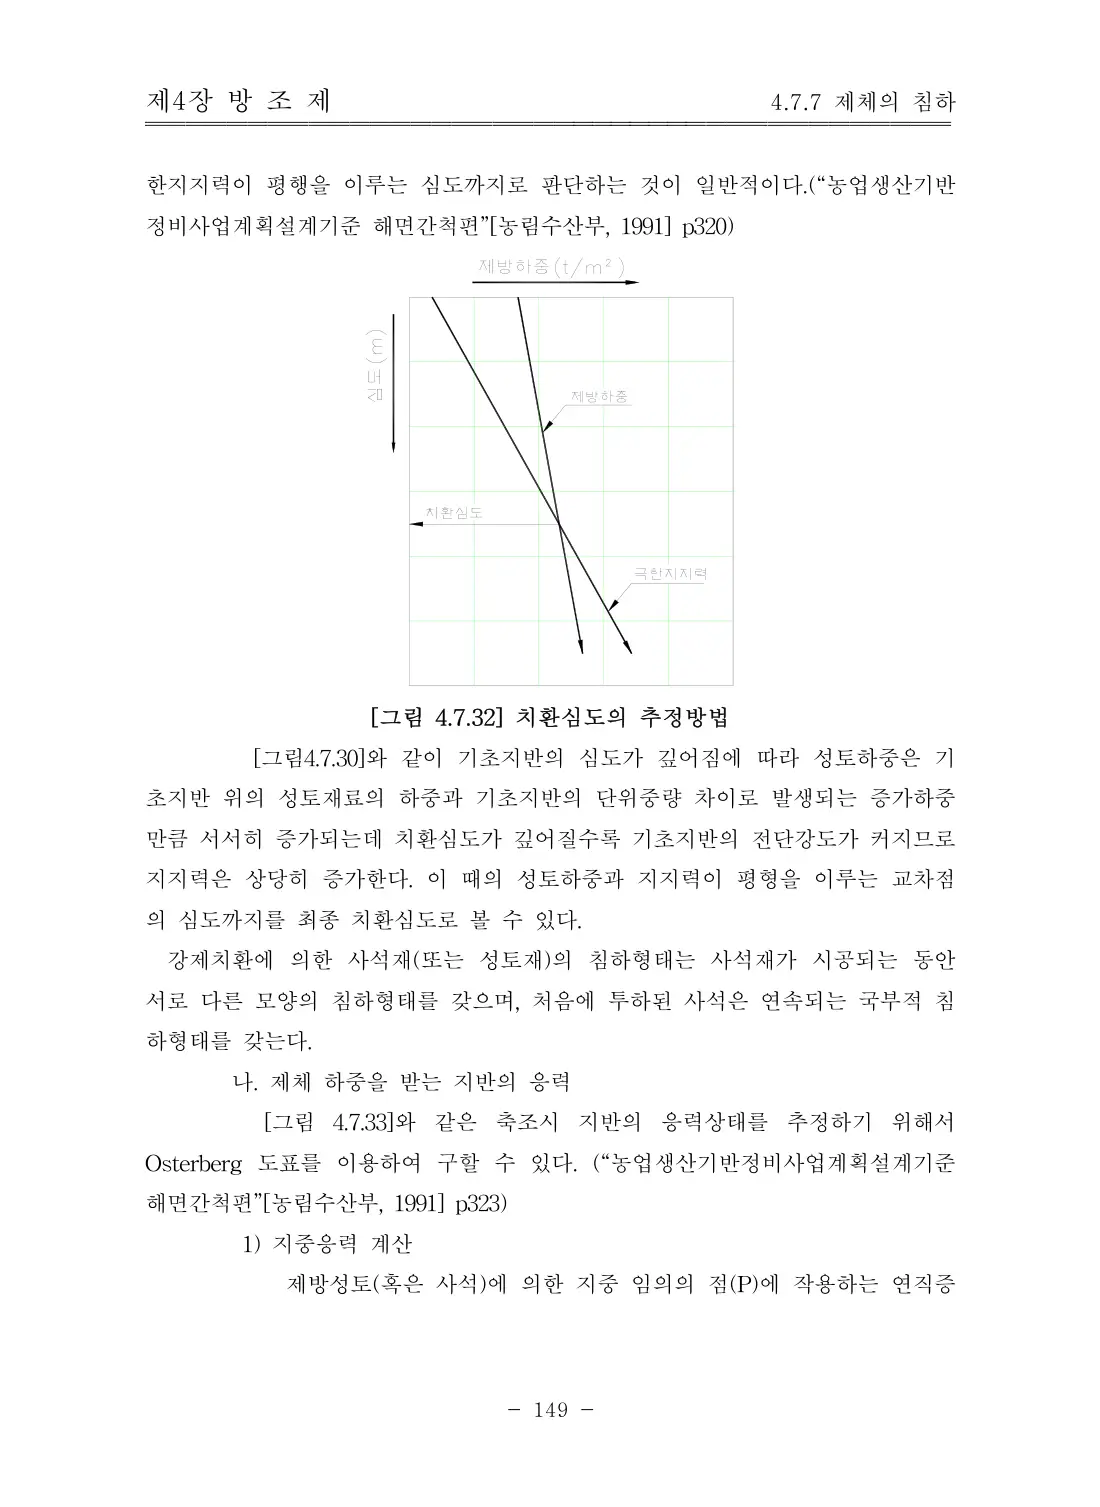 제4장 방 조 제
4.7.7 제체의 침하
한지지력이 평행을 이루는 심도까지로 판단하는 것이 일반적이다.(“농업생산기반
정비사업계획설계기준 해면간척편”[농림수산부, 1991] p320)
제방하중(t/m²)
심도(m)
제방하중
치환심도
극한지지력
[그림 4.7.32] 치환심도의 추정방법
[그림4.7.30]와 같이 기초지반의 심도가 깊어짐에 따라 성토하중은 기
초지반 위의 성토재료의 하중과 기초지반의 단위중량 차이로 발생되는 증가하중
만큼 서서히 증가되는데 치환심도가 깊어질수록 기초지반의 전단강도가 커지므로
지지력은 상당히 증가한다. 이 때의 성토하중과 지지력이 평형을 이루는 교차점
의 심도까지를 최종 치환심도로 볼 수 있다.
강제치환에 의한 사석재(또는 성토재)의 침하형태는 사석재가 시공되는 동안
서로 다른 모양의 침하형태를 갖으며, 처음에 투하된 사석은 연속되는 국부적 침
하형태를 갖는다.
나. 제체 하중을 받는 지반의 응력
[그림 4.7.33]와 같은 축조시 지반의 응력상태를 추정하기 위해서
Osterberg 도표를 이용하여 구할 수 있다. (“농업생산기반정비사업계획설계기준
해면간척편”[농림수산부, 1991] p323)
1) 지중응력 계산
제방성토(혹은 사석)에 의한 지중 임의의 점(P)에 작용하는 연직증
- 149 -